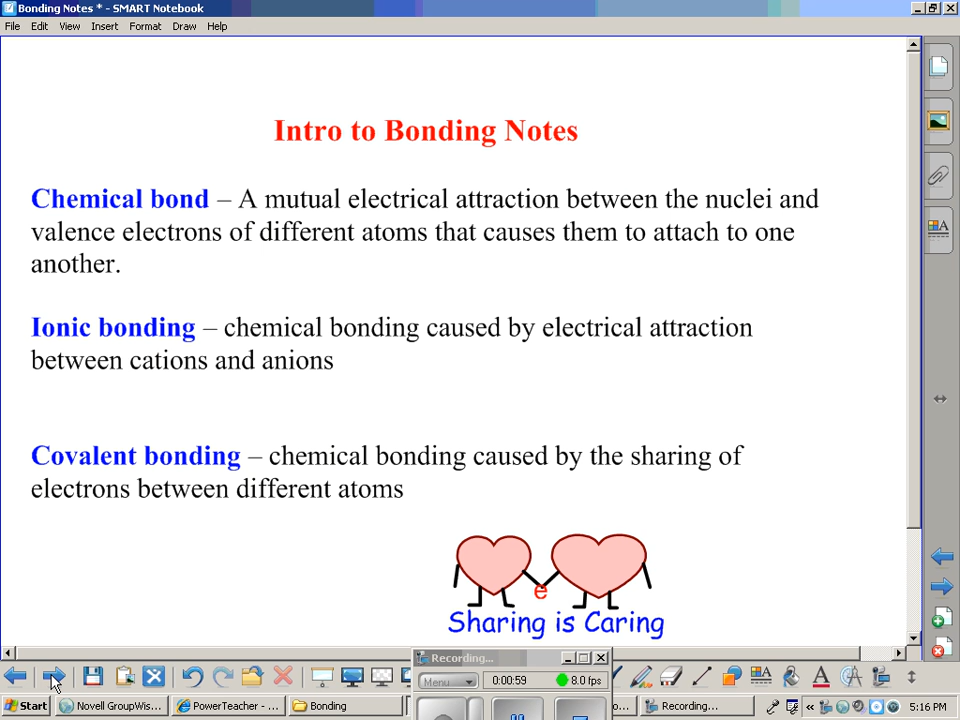 Bonding Notes * - SMART Notebook
File Edit View Insert Format Draw Help
Intro to Bonding Notes
Chemical bond – A mutual electrical attraction between the nuclei and
valence electrons of different atoms that causes them to attach to one
another.
Ionic bonding – chemical bonding caused by electrical attraction
between cations and anions
Covalent bonding – chemical bonding caused by the sharing of
electrons between different atoms
e
Sharing is Caring
Recording...
Menu 0:00:59 8.0 fps
Start Novell GroupWis... PowerTeacher - ... Bonding o... Recording... « 5:16 PM